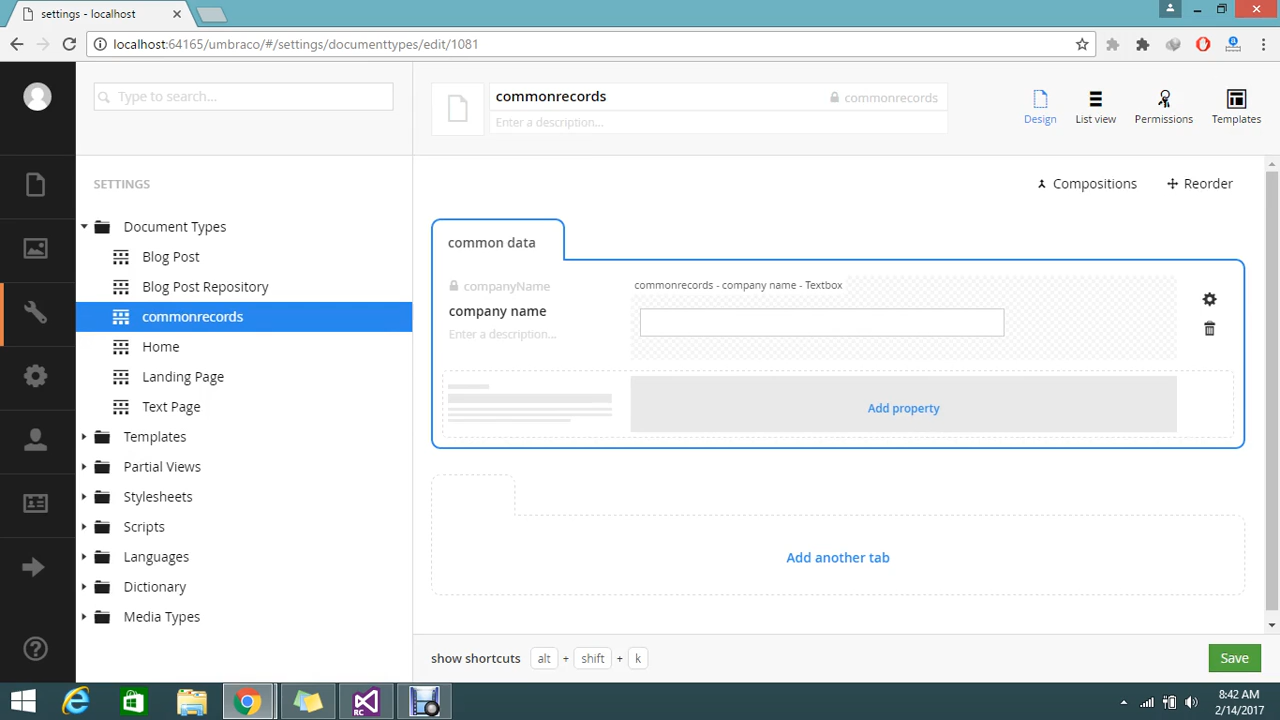 settings - localhost
localhost:64165/umbraco/#/settings/documenttypes/edit/1081
Type to search...
commonrecords
commonrecords
Enter a description...
Design
List view
Permissions
Templates
SETTINGS
Compositions
Reorder
Document Types
Blog Post
Blog Post Repository
commonrecords
Home
Landing Page
Text Page
Templates
Partial Views
Stylesheets
Scripts
Languages
Dictionary
Media Types
common data
companyName
commonrecords - company name - Textbox
company name
Enter a description...
Add property
Add another tab
show shortcuts alt + shift + k
Save
RC
8:42 AM
2/14/2017